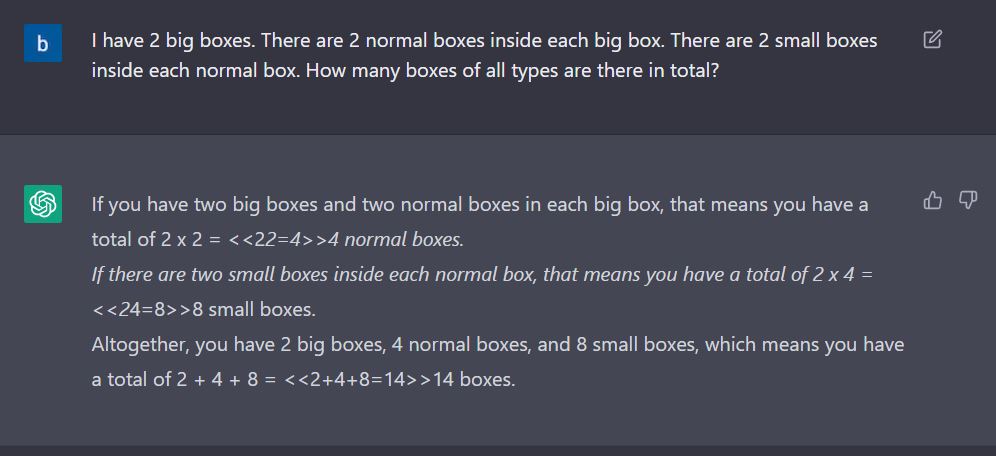 b
I have 2 big boxes. There are 2 normal boxes inside each big box. There are 2 small boxes
inside each normal box. How many boxes of all types are there in total?
If you have two big boxes and two normal boxes in each big box, that means you have a
total of 2 x 2 = <<22=4>>4 normal boxes.
If there are two small boxes inside each normal box, that means you have a total of 2 x 4 =
<<24=8>>8 small boxes.
Altogether, you have 2 big boxes, 4 normal boxes, and 8 small boxes, which means you have
a total of 2 + 4 + 8 = <<2+4+8=14>>14 boxes.